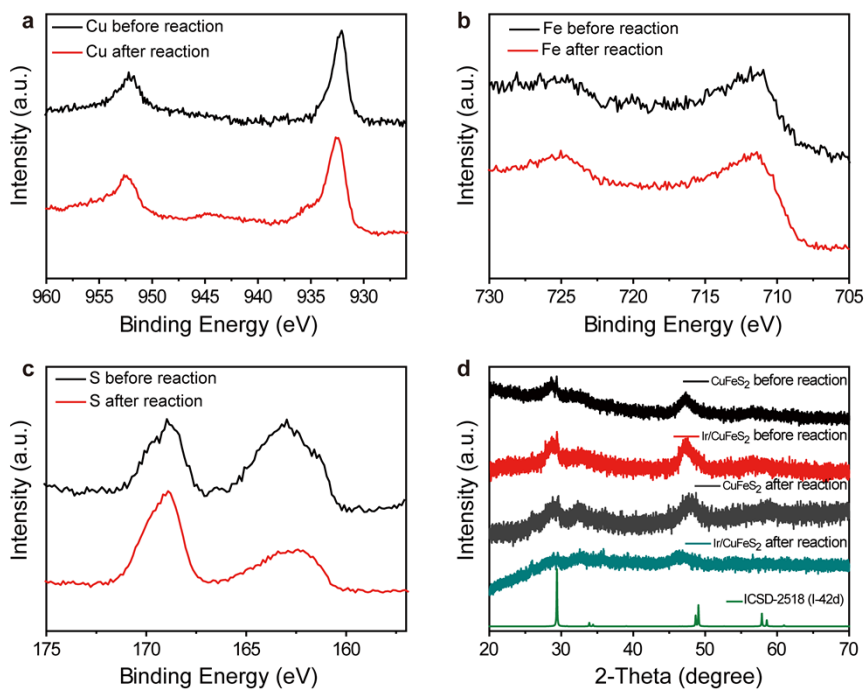 a
Cu before reaction
Cu after reaction
Intensity (a.u.)
960 955 950 945 940 935 930
Binding Energy (eV)
b
Fe before reaction
Fe after reaction
Intensity (a.u.)
730 725 720 715 710 705
Binding Energy (eV)
c
S before reaction
S after reaction
Intensity (a.u.)
175 170 165 160
Binding Energy (eV)
d
CuFeS₂ before reaction
Ir/CuFeS₂ before reaction
CuFeS₂ after reaction
Ir/CuFeS₂ after reaction
ICSD-2518 (I-42d)
Intensity (a.u.)
20 30 40 50 60 70
2-Theta (degree)